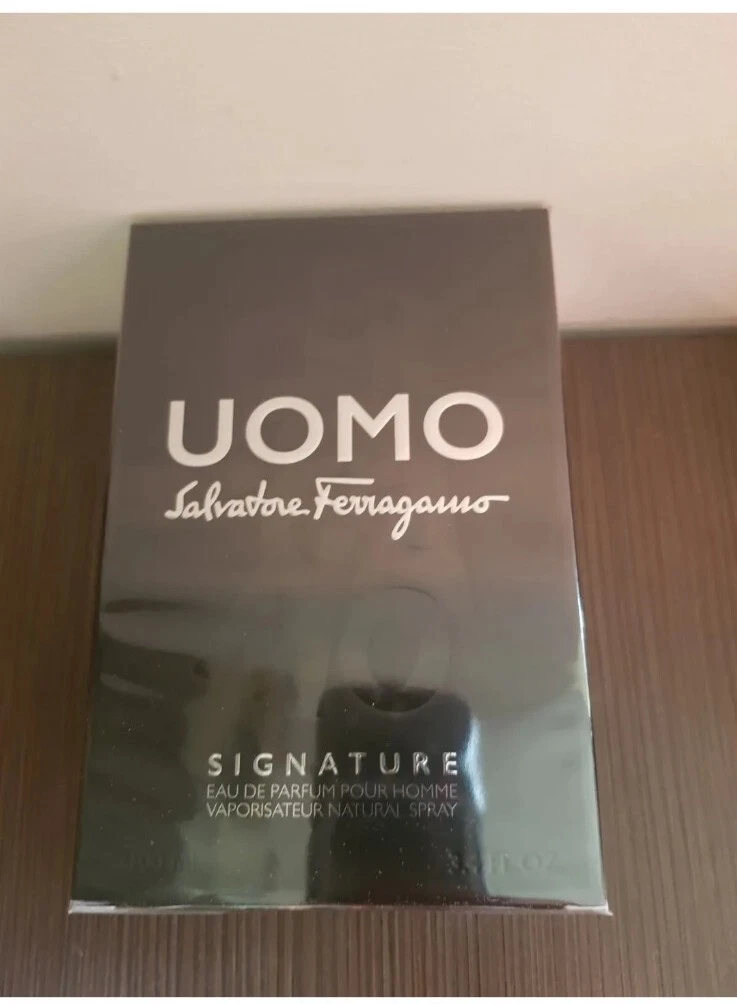 UOMO
Salvatore Ferragamo
SIGNATURE
EAU DE PARFUM POUR HOMME
VAPORISATEUR NATURAL SPRAY